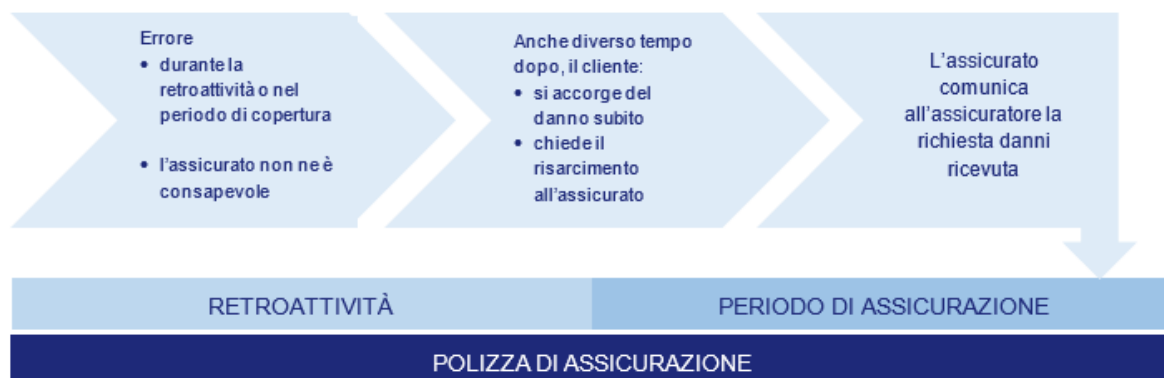 Errore
• durante la
retroattività o nel
periodo di copertura
• l'assicurato non ne è
consapevole
Anche diverso tempo
dopo, il cliente:
• si accorge del
danno subito
• chiede il
risarcimento
all'assicurato
L'assicurato
comunica
all'assicuratore la
richiesta danni
ricevuta
RETROATTIVITÀ
PERIODO DI ASSICURAZIONE
POLIZZA DI ASSICURAZIONE